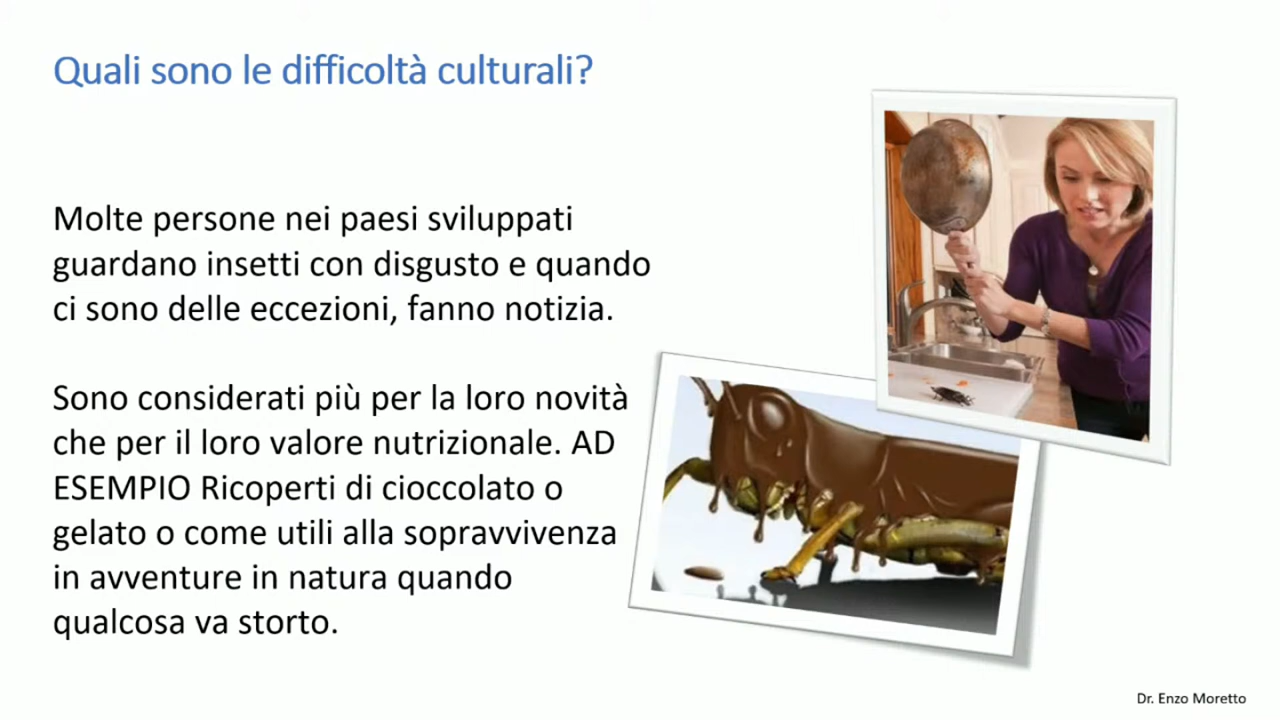 Quali sono le difficoltà culturali?
Molte persone nei paesi sviluppati
guardano insetti con disgusto e quando
ci sono delle eccezioni, fanno notizia.
Sono considerati più per la loro novità
che per il loro valore nutrizionale. AD
ESEMPIO Ricoperti di cioccolato o
gelato o come utili alla sopravvivenza
in avventure in natura quando
qualcosa va storto.
Dr. Enzo Moretto